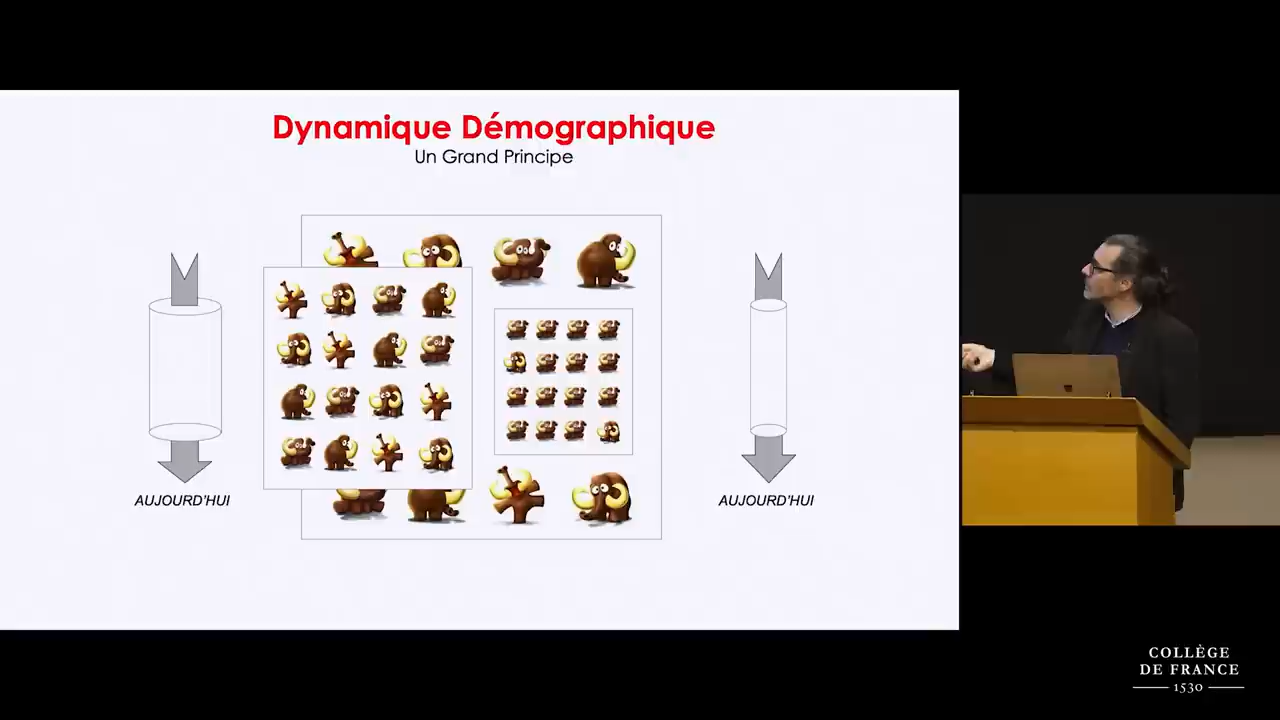 Dynamique Démographique
Un Grand Principe
AUJOURD'HUI
AUJOURD'HUI
COLLÈGE
DE FRANCE
1530